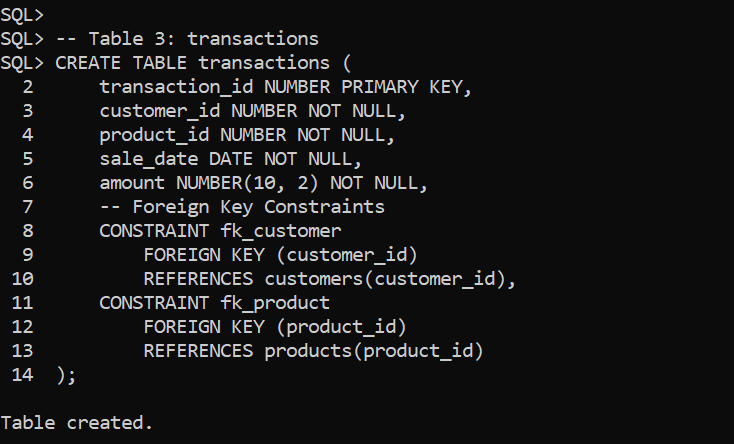 SQL>
SQL> -- Table 3: transactions
SQL> CREATE TABLE transactions (
  2      transaction_id NUMBER PRIMARY KEY,
  3      customer_id NUMBER NOT NULL,
  4      product_id NUMBER NOT NULL,
  5      sale_date DATE NOT NULL,
  6      amount NUMBER(10, 2) NOT NULL,
  7      -- Foreign Key Constraints
  8      CONSTRAINT fk_customer
  9          FOREIGN KEY (customer_id)
 10          REFERENCES customers(customer_id),
 11      CONSTRAINT fk_product
 12          FOREIGN KEY (product_id)
 13          REFERENCES products(product_id)
 14  );
Table created.